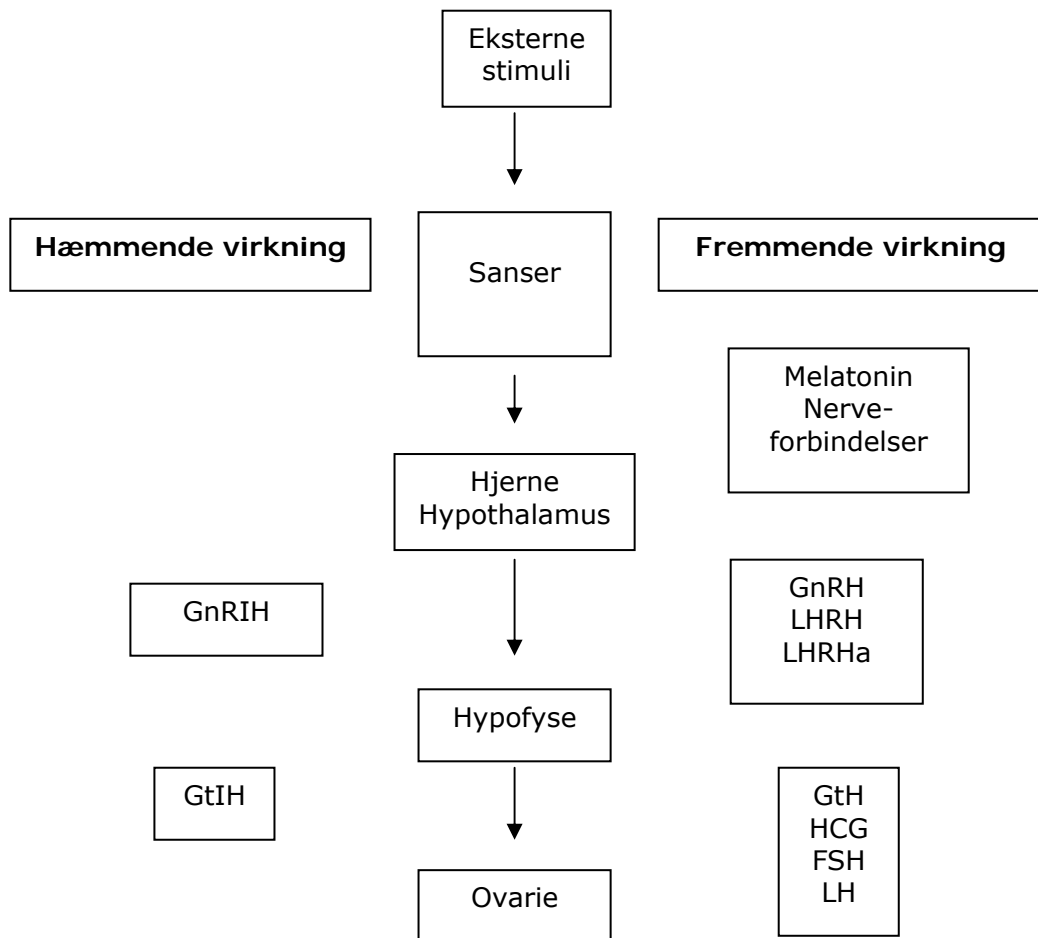 Eksterne
stimuli
Hæmmende virkning
Sanser
Fremmende virkning
Melatonin
Nerve-
forbindelser
Hjerne
Hypothalamus
GnRIH
GnRH
LHRH
LHRHa
Hypofyse
GtIH
GtH
HCG
FSH
LH
Ovarie